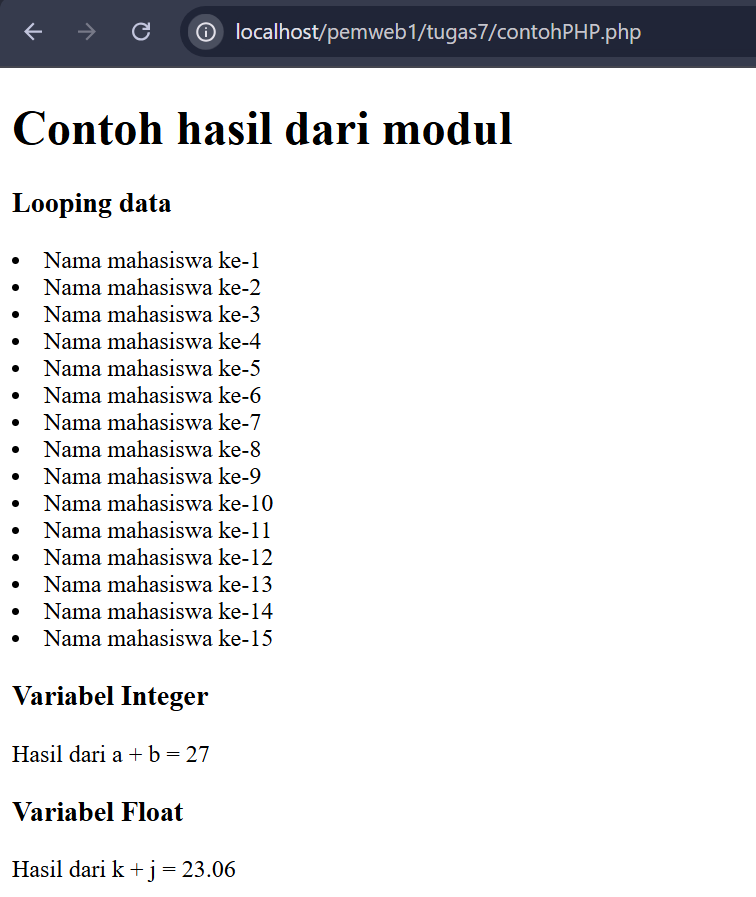 localhost/pemweb1/tugas7/contohPHP.php
Contoh hasil dari modul
Looping data
• Nama mahasiswa ke-1
• Nama mahasiswa ke-2
• Nama mahasiswa ke-3
• Nama mahasiswa ke-4
• Nama mahasiswa ke-5
• Nama mahasiswa ke-6
• Nama mahasiswa ke-7
• Nama mahasiswa ke-8
• Nama mahasiswa ke-9
• Nama mahasiswa ke-10
• Nama mahasiswa ke-11
• Nama mahasiswa ke-12
• Nama mahasiswa ke-13
• Nama mahasiswa ke-14
• Nama mahasiswa ke-15
Variabel Integer
Hasil dari a + b = 27
Variabel Float
Hasil dari k + j = 23.06